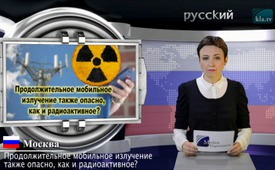 русский
kla.tv
Продолжительное мобильное
излучение также опасно,
как и радиоактивное?
Москва
Продолжительное мобильное излучение
также опасно, как и радиоактивное?